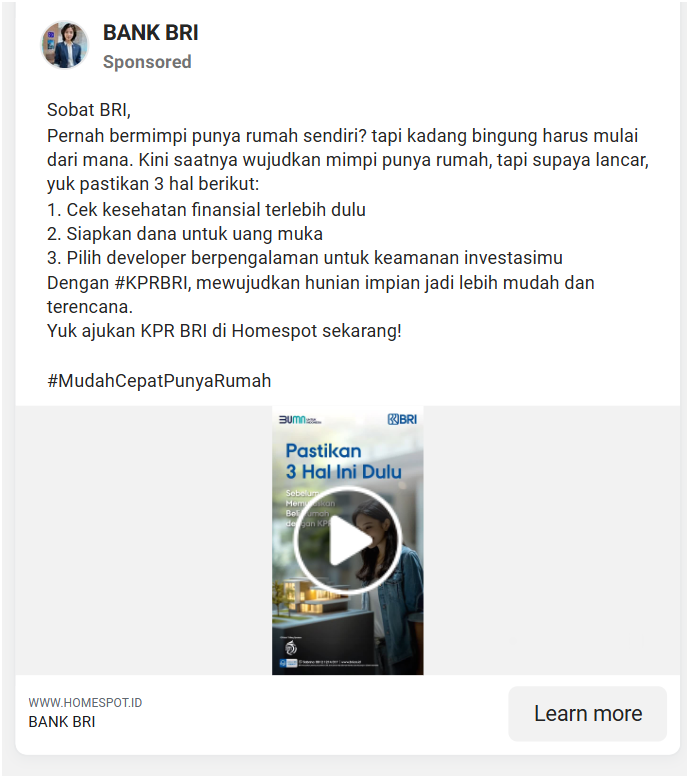 BANK BRI
Sponsored
Sobat BRI,
Pernah bermimpi punya rumah sendiri? tapi kadang bingung harus mulai
dari mana. Kini saatnya wujudkan mimpi punya rumah, tapi supaya lancar,
yuk pastikan 3 hal berikut:
1. Cek kesehatan finansial terlebih dulu
2. Siapkan dana untuk uang muka
3. Pilih developer berpengalaman untuk keamanan investasimu
Dengan #KPRBRI, mewujudkan hunian impian jadi lebih mudah dan
terencana.
Yuk ajukan KPR BRI di Homespot sekarang!
#MudahCepatPunyaRumah
BUMN UNTUK INDONESIA
BRI
Pastikan
3 Hal Ini Dulu
Sebelum
Beli Rumah
dengan KPR
WWW.HOMESPOT.ID
BANK BRI
Learn more